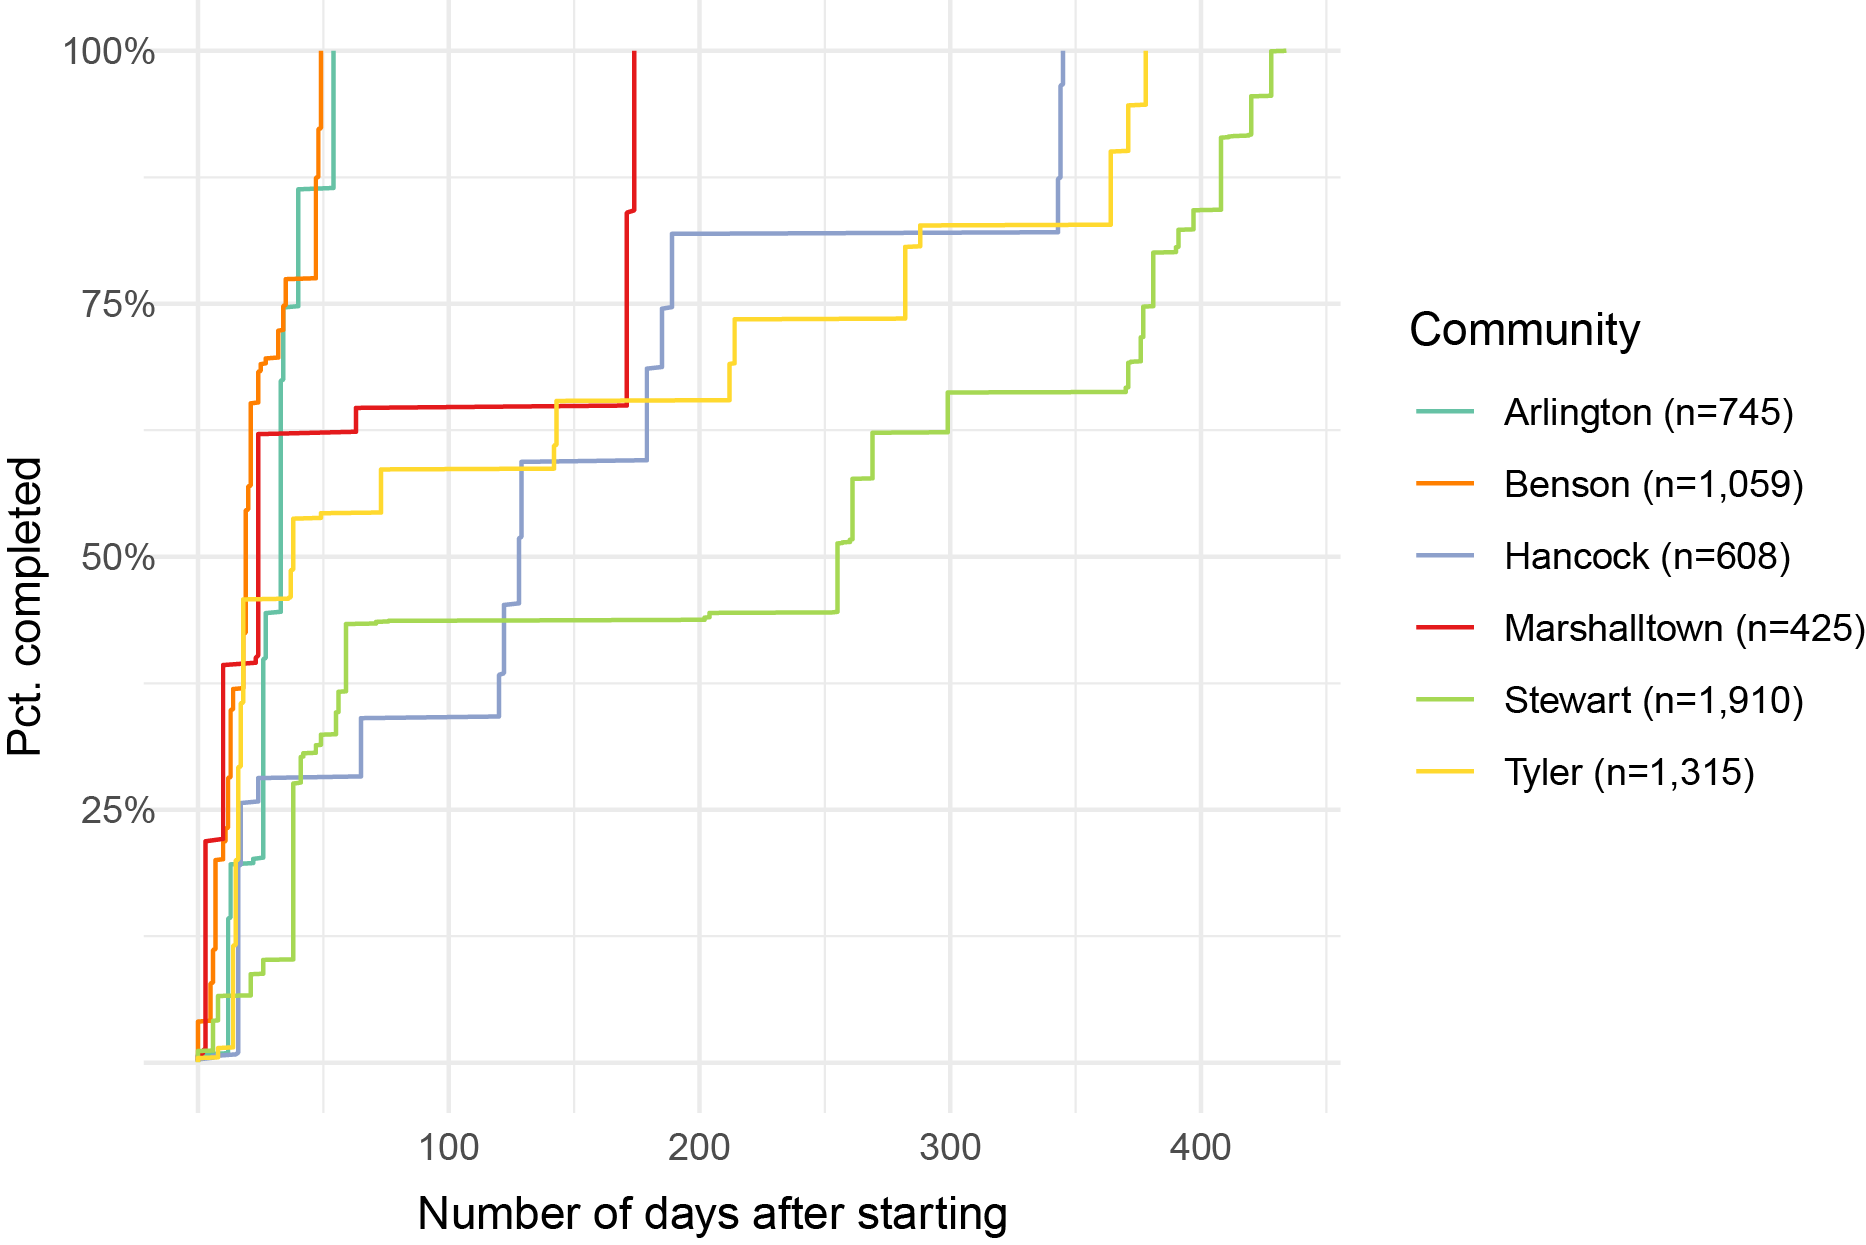 100%
75%
50%
25%
Pct. completed
100 200 300 400
Number of days after starting
Community
Arlington (n=745)
Benson (n=1,059)
Hancock (n=608)
Marshalltown (n=425)
Stewart (n=1,910)
Tyler (n=1,315)